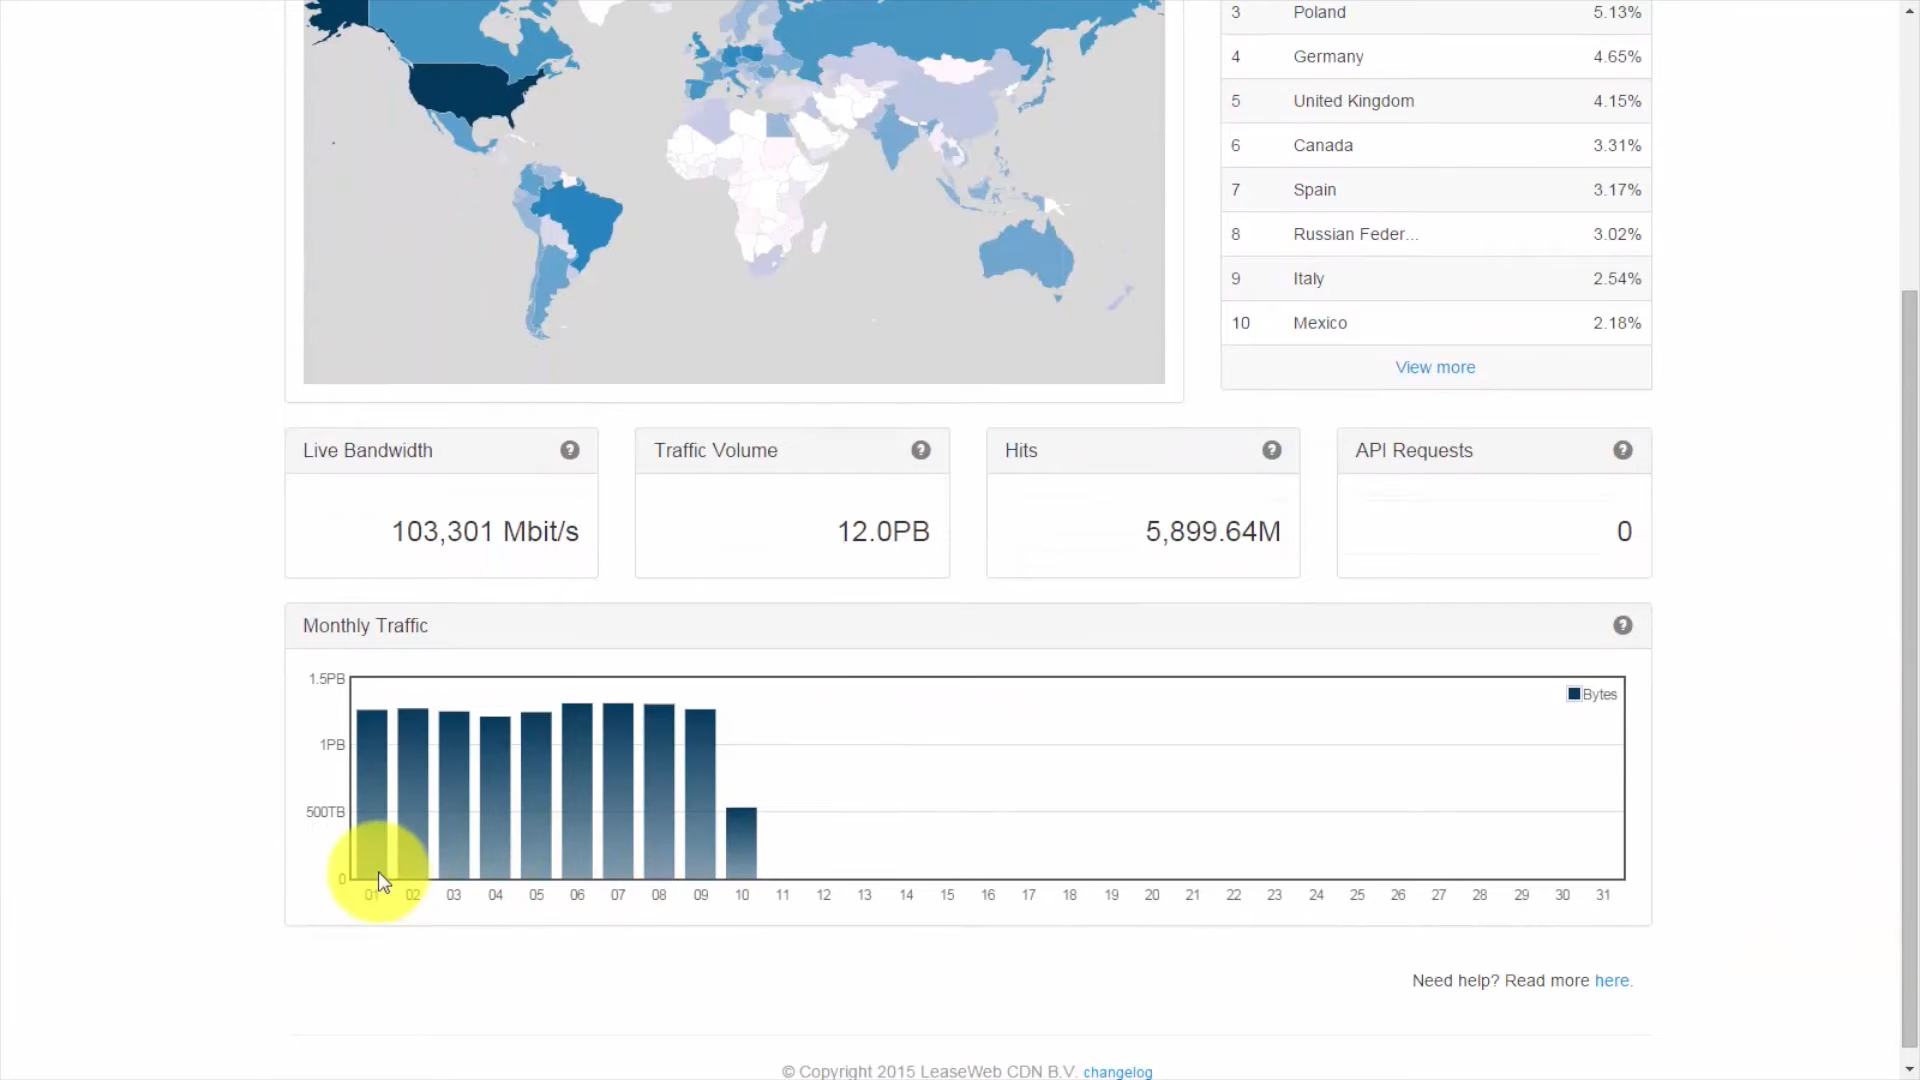 3 Poland 5.13%
4 Germany 4.65%
5 United Kingdom 4.15%
6 Canada 3.31%
7 Spain 3.17%
8 Russian Feder... 3.02%
9 Italy 2.54%
10 Mexico 2.18%
View more
Live Bandwidth ?
103,301 Mbit/s
Traffic Volume ?
12.0PB
Hits ?
5,899.64M
API Requests ?
0
Monthly Traffic ?
1.5PB
Bytes
1PB
500TB
0
01 02 03 04 05 06 07 08 09 10 11 12 13 14 15 16 17 18 19 20 21 22 23 24 25 26 27 28 29 30 31
Need help? Read more here.
© Copyright 2015 LeaseWeb CDN B.V. changelog